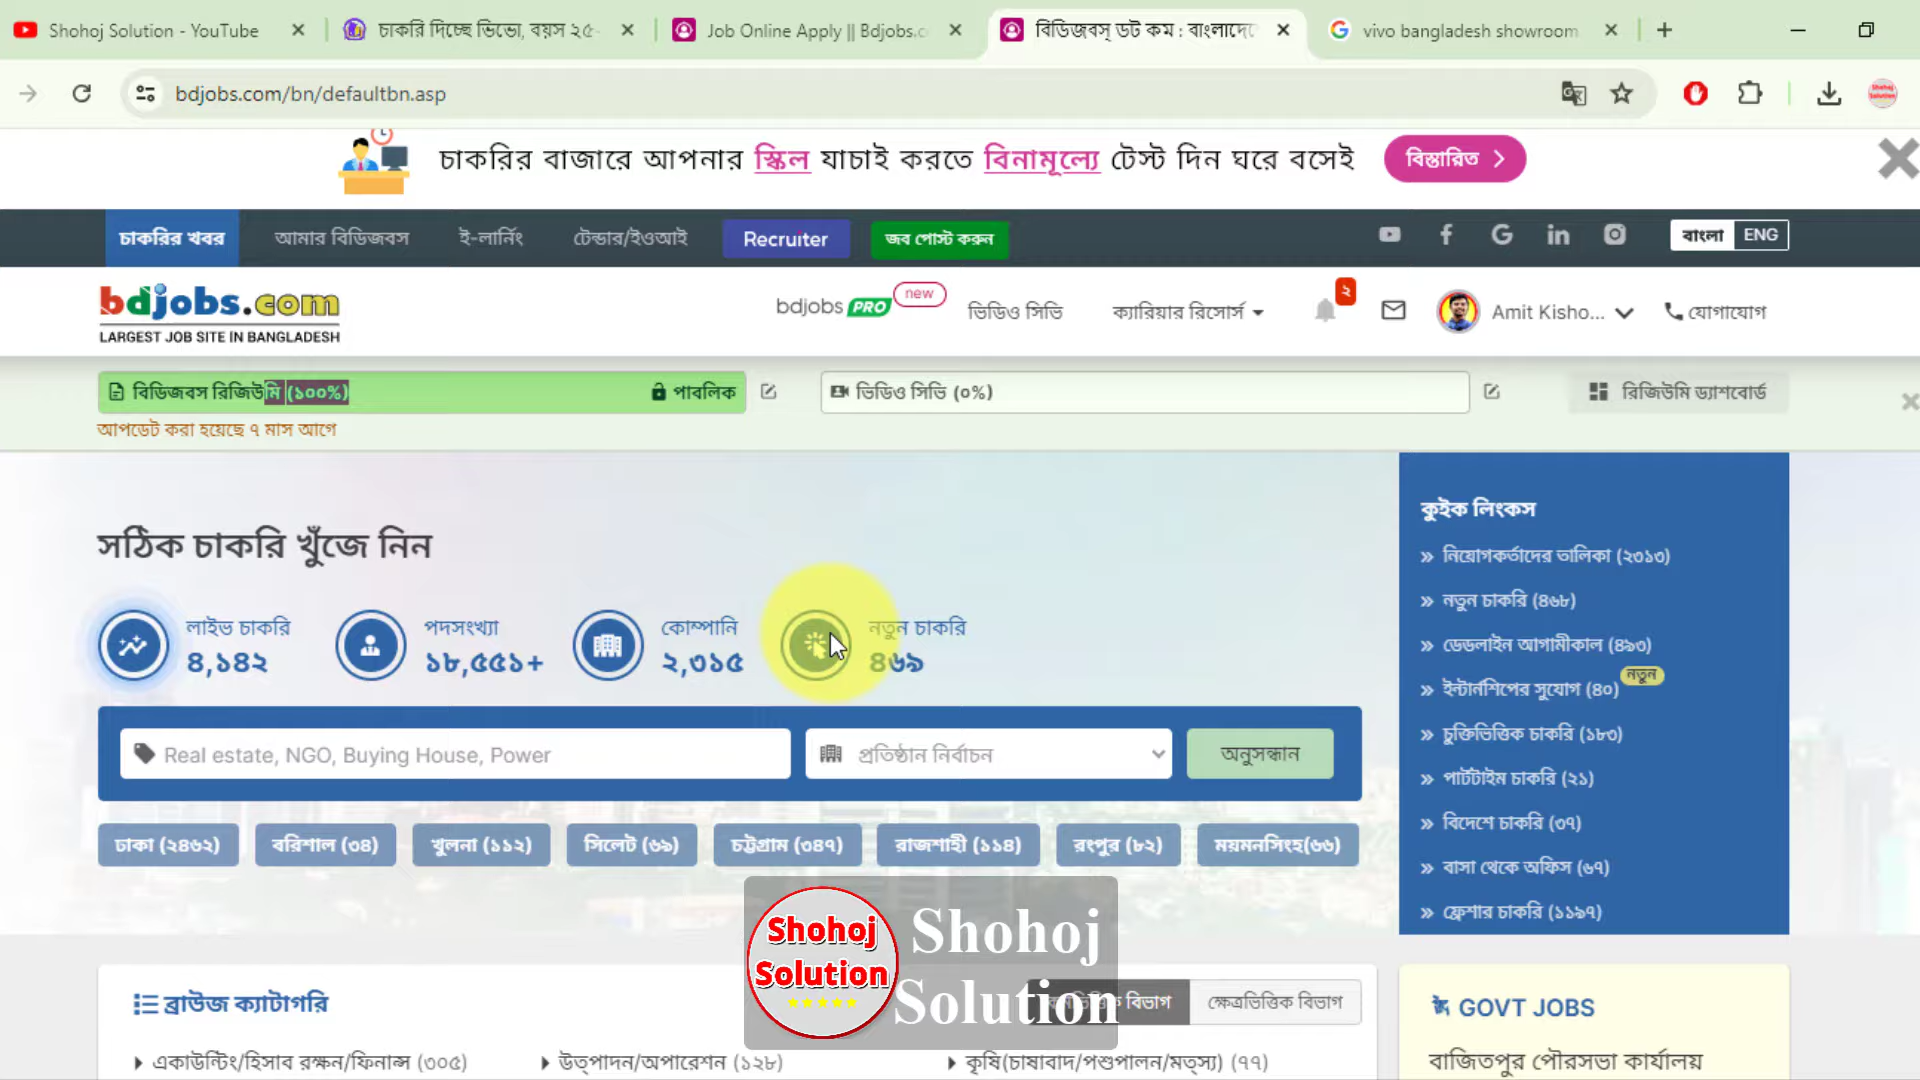 Shohoj Solution - YouTube
চাকরি দিচ্ছে ভিভো, বয়স ২৫-
Job Online Apply || Bdjobs.c
বিডিজবস্ ডট কম : বাংলাদে
vivo bangladesh showroom
bdjobs.com/bn/defaultbn.asp
চাকরির বাজারে আপনার স্কিল যাচাই করতে বিনামূল্যে টেস্ট দিন ঘরে বসেই
বিস্তারিত
চাকরির খবর
আমার বিডিজবস
ই-লার্নিং
টেন্ডার/ইওআই
Recruiter
জব পোস্ট করুন
বাংলা ENG
bdjobs.com
LARGEST JOB SITE IN BANGLADESH
bdjobs PRO new
ভিডিও সিভি
ক্যারিয়ার রিসোর্স
২
Amit Kisho...
যোগাযোগ
বিডিজবস রিজিউমি (১০০%)
পাবলিক
ভিডিও সিভি (০%)
রিজিউমি ড্যাশবোর্ড
আপডেট করা হয়েছে ৭ মাস আগে
সঠিক চাকরি খুঁজে নিন
লাইভ চাকরি
৪,১৪২
পদসংখ্যা
১৮,৫৫১+
কোম্পানি
২,৩১৫
নতুন চাকরি
৪৬৯
Real estate, NGO, Buying House, Power
প্রতিষ্ঠান নির্বাচন
অনুসন্ধান
ঢাকা (২৪৬২)
বরিশাল (৩৪)
খুলনা (১১২)
সিলেট (৬৯)
চট্টগ্রাম (৩৪৭)
রাজশাহী (১১৪)
রংপুর (৮২)
ময়মনসিংহ(৬৬)
কুইক লিংকস
» নিয়োগকর্তাদের তালিকা (২৩১৩)
» নতুন চাকরি (৪৬৮)
» ডেডলাইন আগামীকাল (৪৯৩)
» ইন্টার্নশিপের সুযোগ (৪০) নতুন
» চুক্তিভিত্তিক চাকরি (১৮৩)
» পার্টটাইম চাকরি (২১)
» বিদেশে চাকরি (৩৭)
» বাসা থেকে অফিস (৬৭)
» ফ্রেশার চাকরি (১১৯৭)
Shohoj
Solution
Shohoj
Solution
ব্রাউজ ক্যাটাগরি
বিভাগ
ক্ষেত্রভিত্তিক বিভাগ
একাউন্টিং/হিসাব রক্ষন/ফিনান্স (৩০৫)
উত্পাদন/অপারেশন (১২৮)
কৃষি(চাষাবাদ/পশুপালন/মত্স্য) (৭৭)
GOVT JOBS
বাজিতপুর পৌরসভা কার্যালয়